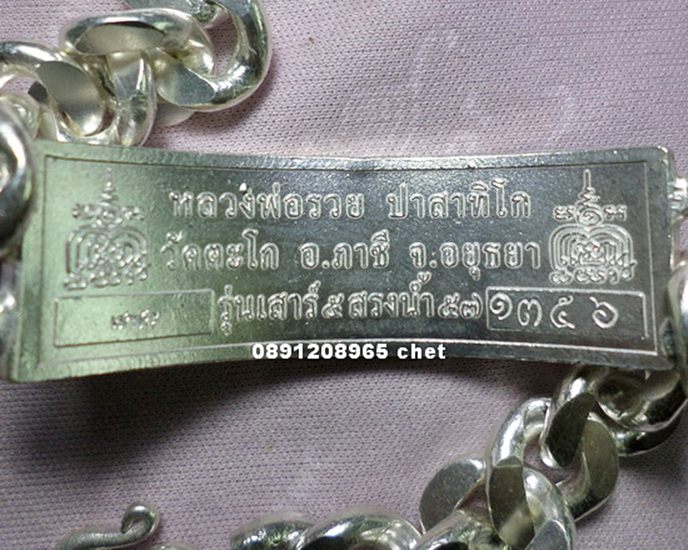 หลวงพ่อรวย ปาสาทิโก
วัดตะโก อ.ภาชี จ.อยุธยา
รุ่นเสาร์๕สรงน้ำ๕๗ ๑๓๕๖
0891208965 chet